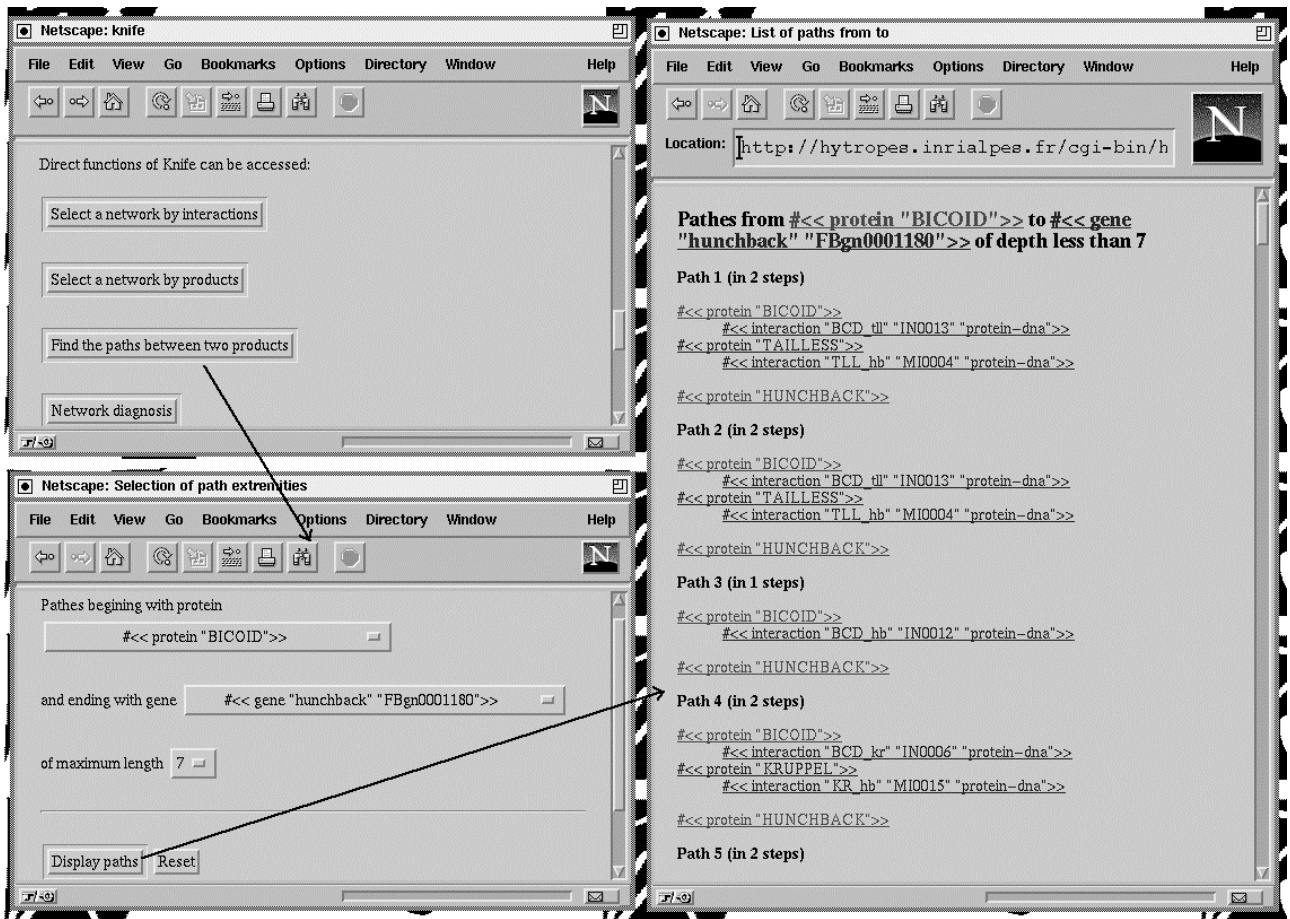 Netscape: knife
File Edit View Go Bookmarks Options Directory Window Help
N
Direct functions of Knife can be accessed:
Select a network by interactions
Select a network by products
Find the paths between two products
Network diagnosis
Netscape: Selection of path extremities
File Edit View Go Bookmarks Options Directory Window Help
N
Pathes begining with protein
#<< protein "BICOID">>
and ending with gene #<< gene "hunchback" "FBgn0001180">>
of maximum length 7
Display paths Reset
Netscape: List of paths from to
File Edit View Go Bookmarks Options Directory Window Help
N
Location: http://hytropes.inrialpes.fr/cgi-bin/h
Pathes from #<< protein "BICOID">> to #<< gene
"hunchback" "FBgn0001180">> of depth less than 7
Path 1 (in 2 steps)
#<< protein "BICOID">>
#<< interaction "BCD_tll" "IN0013" "protein-dna">>
#<< protein "TAILLESS">>
#<< interaction "TLL_hb" "MI0004" "protein-dna">>
#<< protein "HUNCHBACK">>
Path 2 (in 2 steps)
#<< protein "BICOID">>
#<< interaction "BCD_tll" "IN0013" "protein-dna">>
#<< protein "TAILLESS">>
#<< interaction "TLL_hb" "MI0004" "protein-dna">>
#<< protein "HUNCHBACK">>
Path 3 (in 1 steps)
#<< protein "BICOID">>
#<< interaction "BCD_hb" "IN0012" "protein-dna">>
#<< protein "HUNCHBACK">>
Path 4 (in 2 steps)
#<< protein "BICOID">>
#<< interaction "BCD_kr" "IN0006" "protein-dna">>
#<< protein "KRUPPEL">>
#<< interaction "KR_hb" "MI0015" "protein-dna">>
#<< protein "HUNCHBACK">>
Path 5 (in 2 steps)